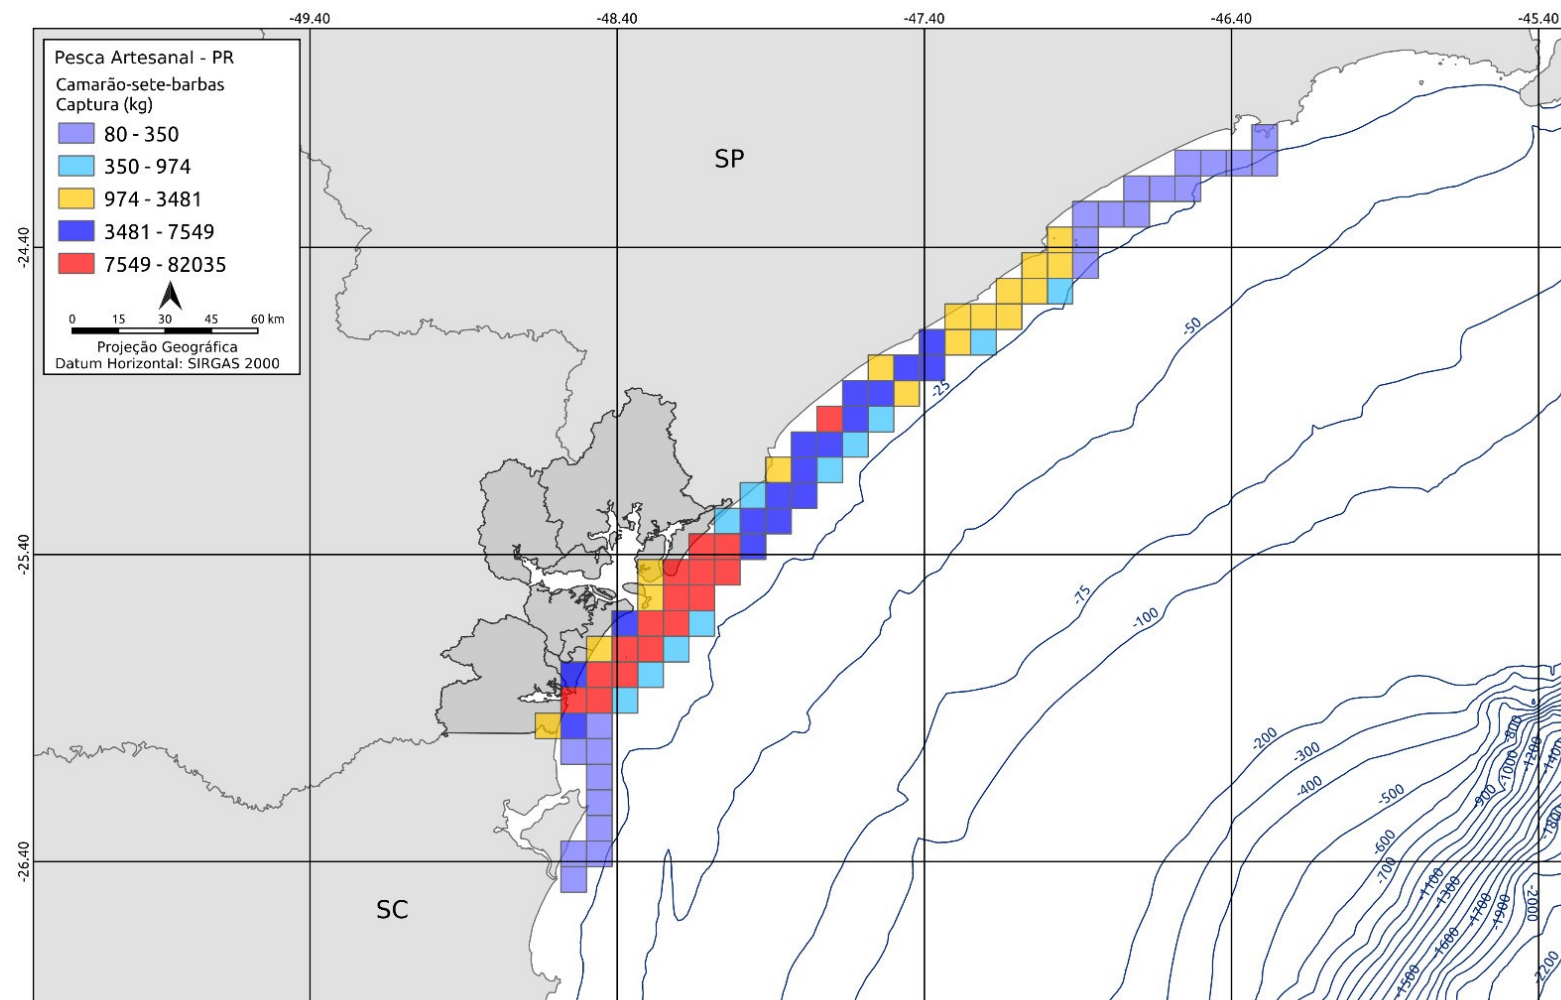 -49.40
-48.40
-47.40
-46.40
-45.40
Pesca Artesanal - PR
Camarão-sete-barbas
Captura (kg)
80 - 350
350 - 974
974 - 3481
3481 - 7549
7549 - 82035
0 15 30 45 60 km
Projeção Geográfica
Datum Horizontal: SIRGAS 2000
SP
-24.40
-50
-25
-25.40
-75
-100
-200
-300
-400
-500
-600
-700
-800
-900
-1000
-1100
-1200
-1300
-1400
-1500
-1600
-1700
-1900
-2000
-2200
-26.40
SC